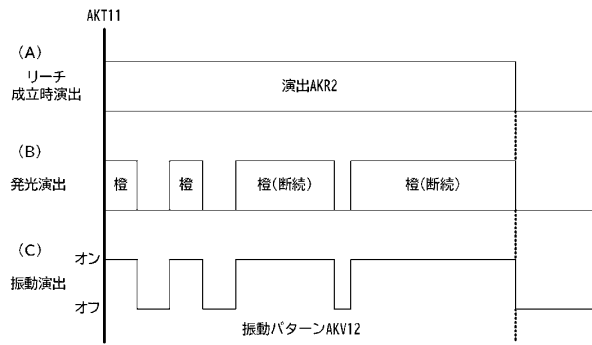 AKT11
(A)
リーチ
成立時演出
演出AKR2
(B)
発光演出
橙
橙
橙(断続)
橙(断続)
(C)
振動演出
オン
オフ
振動パターンAKV12